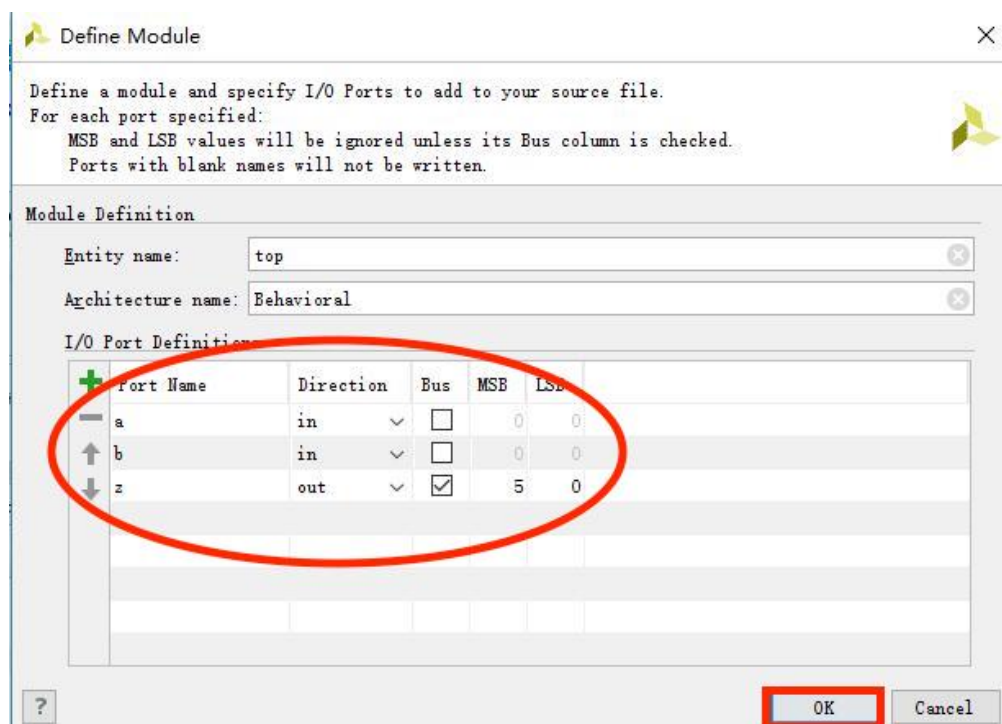 Define Module
Define a module and specify I/O Ports to add to your source file.
For each port specified:
MSB and LSB values will be ignored unless its Bus column is checked.
Ports with blank names will not be written.
Module Definition
Entity name: top
Architecture name: Behavioral
I/O Port Definitions
Port Name Direction Bus MSB LSB
a in 0 0
b in 0 0
z out 5 0
? OK Cancel